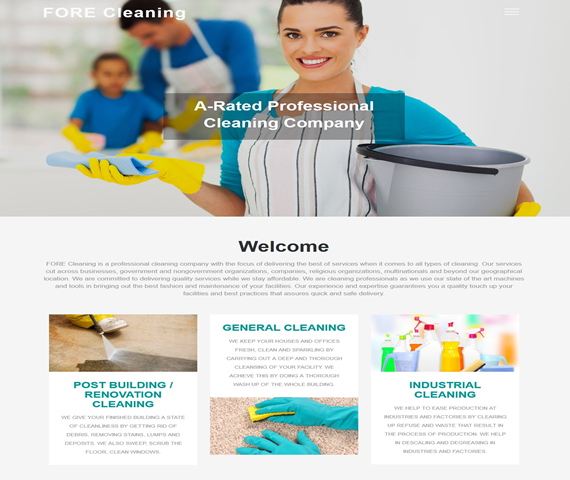 FORE Cleaning
A-Rated Professional
Cleaning Company
Welcome
FORE Cleaning is a professional cleaning company with the focus of delivering the best of services when it comes to all types of cleaning. Our services
cut across businesses, government and nongovernment organizations, companies, religious organizations, multinationals and beyond our geographical
location. We are committed to delivering quality services while we stay affordable. We are cleaning professionals as we use our state of the art machines
and tools in bringing out the best fashion and maintenance of your facilities. Our experience and expertise guarantees you a quality touch up your
facilities and best practices that assures quick and safe delivery.
POST BUILDING /
RENOVATION
CLEANING
WE GIVE YOUR FINISHED BUILDING A STATE
OF CLEANLINESS BY GETTING RID OF
DEBRIS, REMOVING STAINS, LUMPS AND
DEPOSITS. WE ALSO SWEEP, SCRUB THE
FLOOR, CLEAN WINDOWS.
GENERAL CLEANING
WE KEEP YOUR HOUSES AND OFFICES
FRESH, CLEAN AND SPARKLING BY
CARRYING OUT A DEEP AND THOROUGH
CLEANSING OF YOUR FACILITY. WE
ACHIEVE THIS BY DOING A THOROUGH
WASH UP OF THE WHOLE BUILDING.
INDUSTRIAL
CLEANING
WE HELP TO EASE PRODUCTION AT
INDUSTRIES AND FACTORIES BY CLEARING
UP REFUSE AND WASTE THAT RESULT IN
THE PROCESS OF PRODUCTION. WE HELP
IN DESCALING AND DEGREASING IN
INDUSTRIES AND FACTORIES.